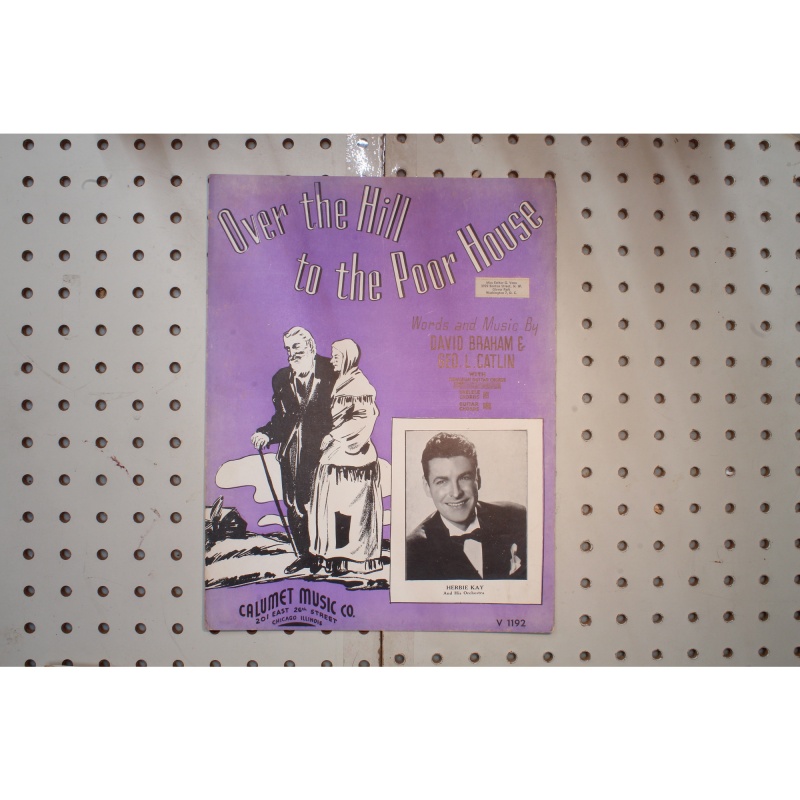 Over the Hill
to the Poor House
Words and Music By
DAVID BRAHAM &
GEO. L. CATLIN
HERBIE KAY
And His Orchestra
CALUMET MUSIC CO.
201 EAST 26TH STREET
CHICAGO ILLINOIS
V 1192